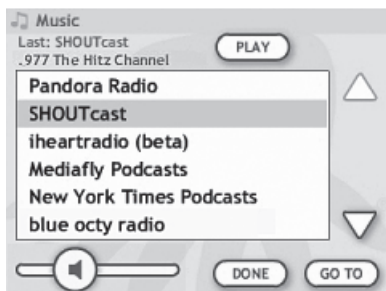 Music
Last: SHOUTcast
.977 The Hitz Channel
PLAY
Pandora Radio
SHOUTcast
iheartradio (beta)
Mediafly Podcasts
New York Times Podcasts
blue octy radio
DONE
GO TO